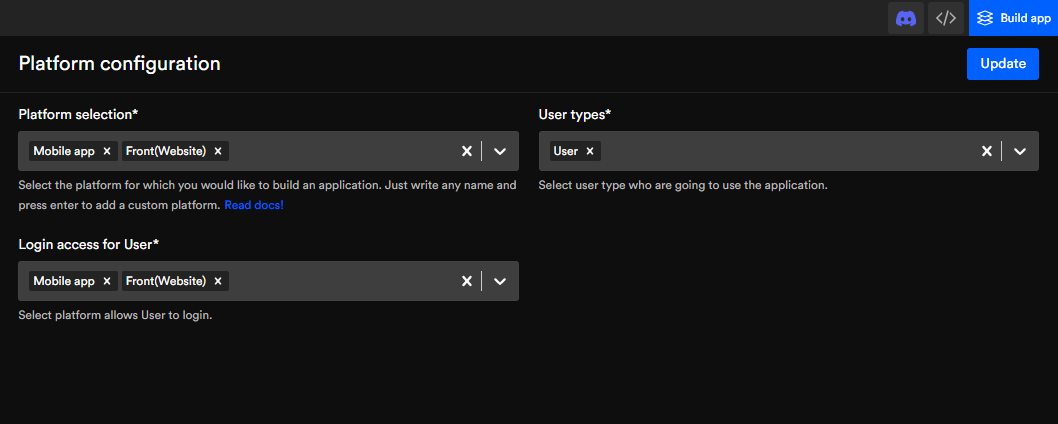 </> Build app
Platform configuration
Update
Platform selection*
User types*
Mobile app × Front(Website) ×
User ×
Select the platform for which you would like to build an application. Just write any name and
press enter to add a custom platform. Read docs!
Select user type who are going to use the application.
Login access for User*
Mobile app × Front(Website) ×
Select platform allows User to login.